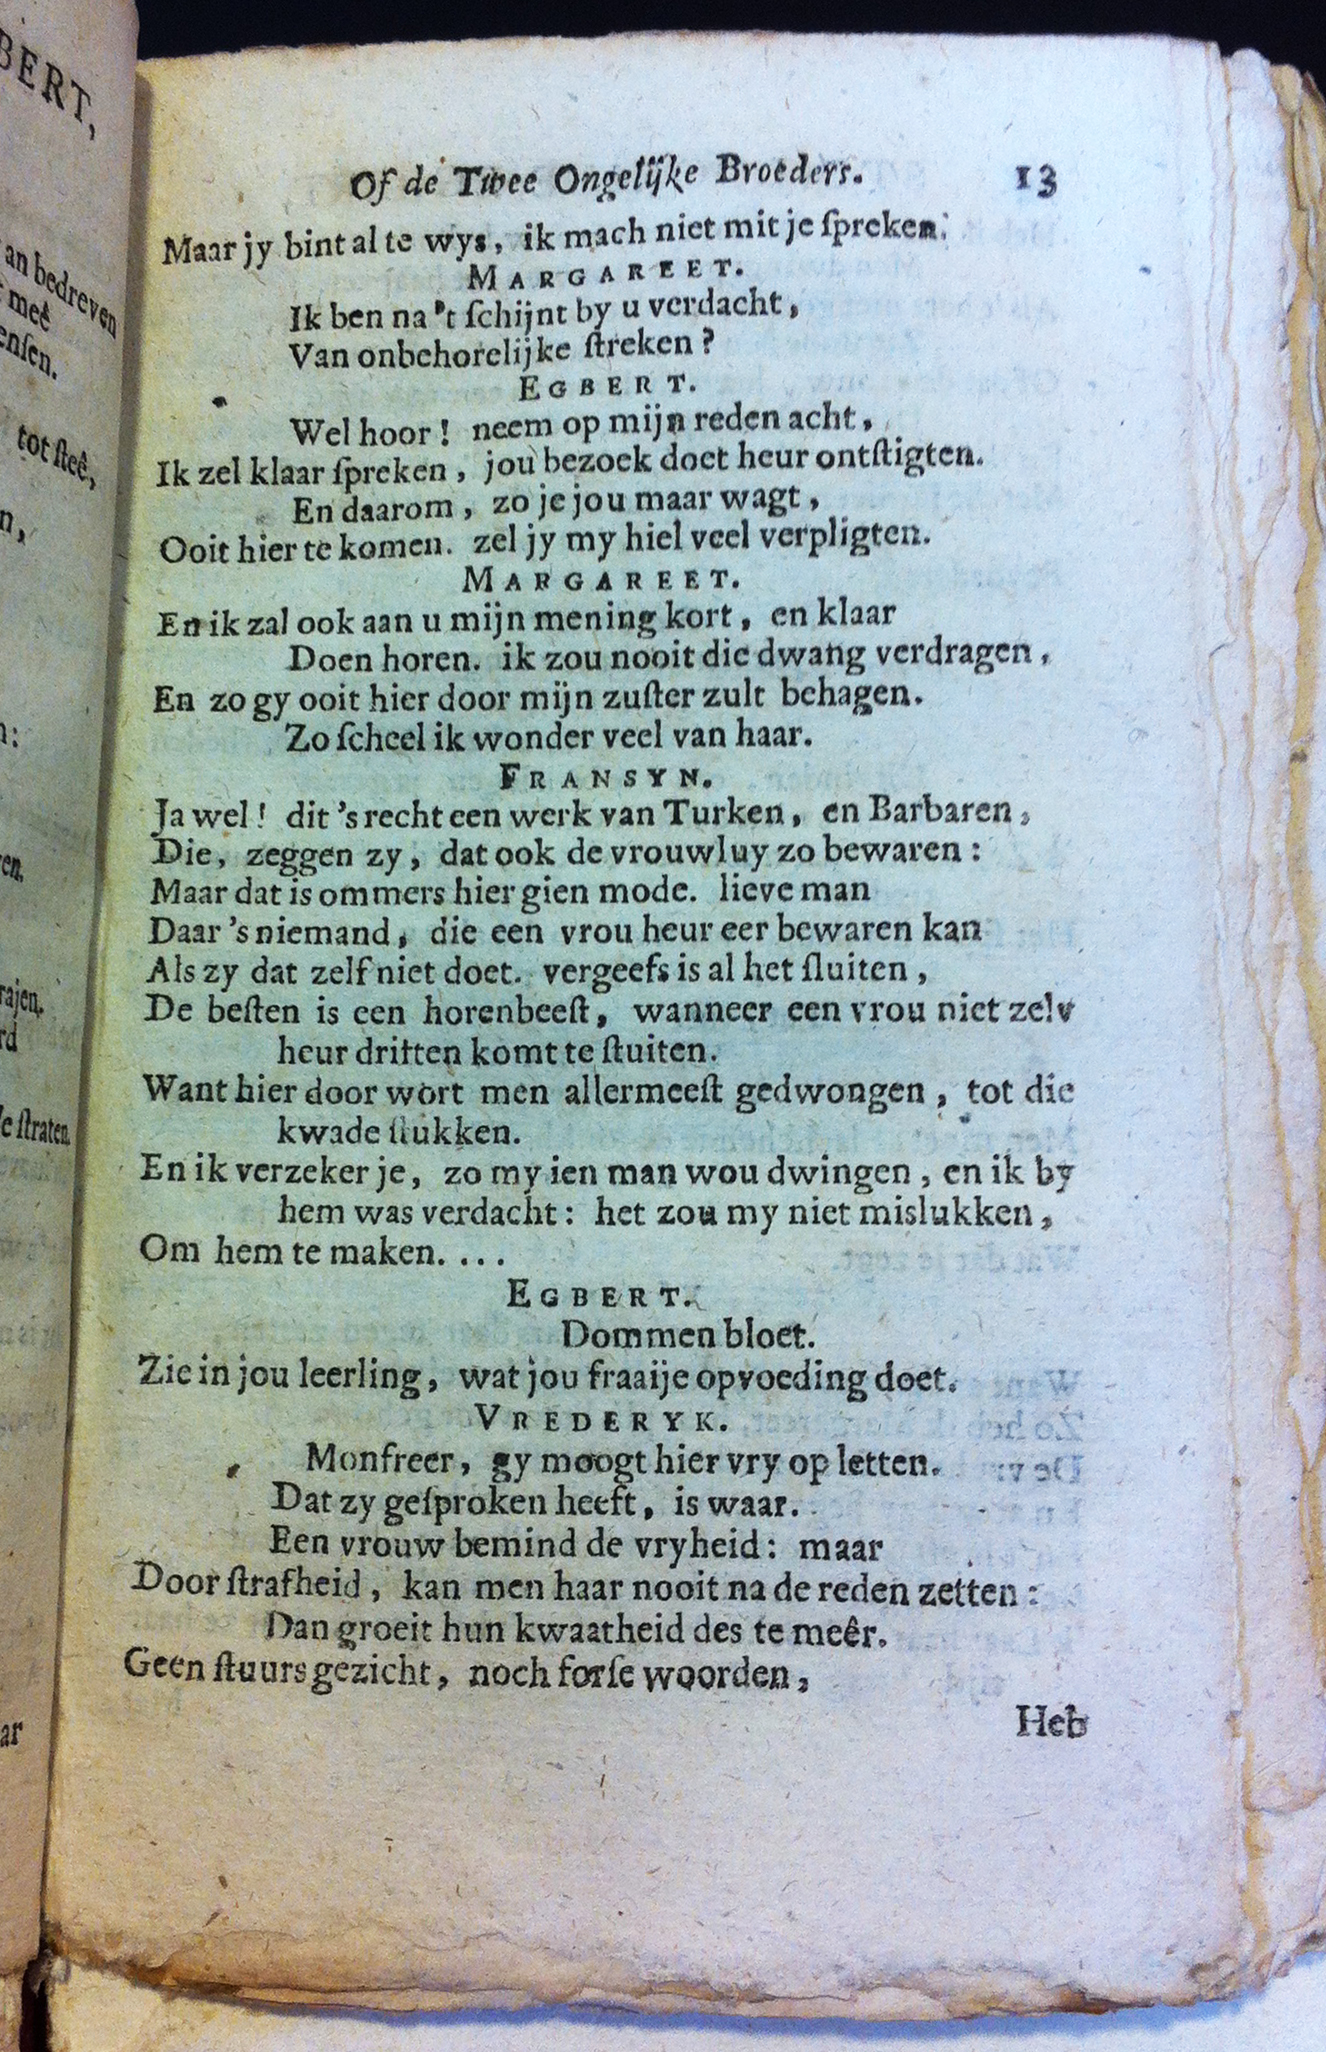 BERT,
an bedreven
meê
ensen.
tot ſteê,
n,
n:
ven.
rajen.
rd
e ſtraten.
ar
Of de Twee Ongelijke Broeders. 13
Maar jy bint al te wys, ik mach niet mit je ſpreken.
MARGAREET.
Ik ben na 't ſchijnt by u verdacht,
Van onbehorelijke ſtreken?
EGBERT.
Wel hoor! neem op mijn reden acht,
Ik zel klaar ſpreken, jou bezoek doet heur ontſtigten.
En daarom, zo je jou maar wagt,
Ooit hier te komen. zel jy my hiel veel verpligten.
MARGAREET.
En ik zal ook aan u mijn mening kort, en klaar
Doen horen. ik zou nooit die dwang verdragen,
En zo gy ooit hier door mijn zuſter zult behagen.
Zo ſcheel ik wonder veel van haar.
FRANSYN.
Ja wel! dit 's recht een werk van Turken, en Barbaren,
Die, zeggen zy, dat ook de vrouwluy zo bewaren:
Maar dat is ommers hier gien mode. lieve man
Daar 's niemand, die een vrou heur eer bewaren kan
Als zy dat zelf niet doet. vergeefs is al het ſluiten,
De beſten is een horenbeeſt, wanneer een vrou niet zelv
heur driften komt te ſtuiten.
Want hier door wort men allermeeſt gedwongen, tot die
kwade ſtukken.
En ik verzeker je, zo my ien man wou dwingen, en ik by
hem was verdacht: het zou my niet mislukken,
Om hem te maken....
EGBERT.
Dommen bloet.
Zie in jou leerling, wat jou fraaije opvoeding doet.
VREDERYK.
Monfreer, gy moogt hier vry op letten.
Dat zy geſproken heeft, is waar.
Een vrouw bemind de vryheid: maar
Door ſtrafheid, kan men haar nooit na de reden zetten:
Dan groeit hun kwaatheid des te meêr.
Geen ſtuurs gezicht, noch forſe woorden,
Heb